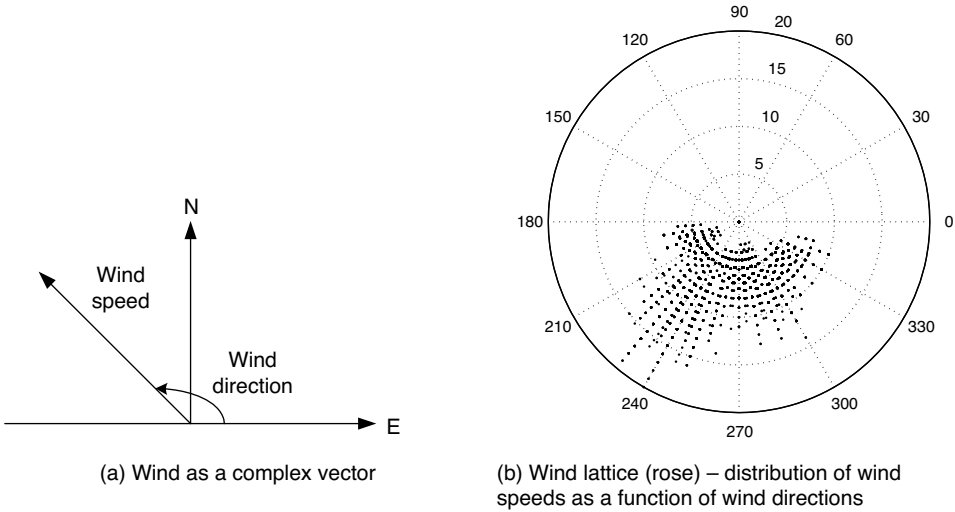 N
Wind
speed
Wind
direction
E
(a) Wind as a complex vector
90
20
120
60
15
150
10
30
5
180
0
210
330
240
300
270
(b) Wind lattice (rose) – distribution of wind
speeds as a function of wind directions